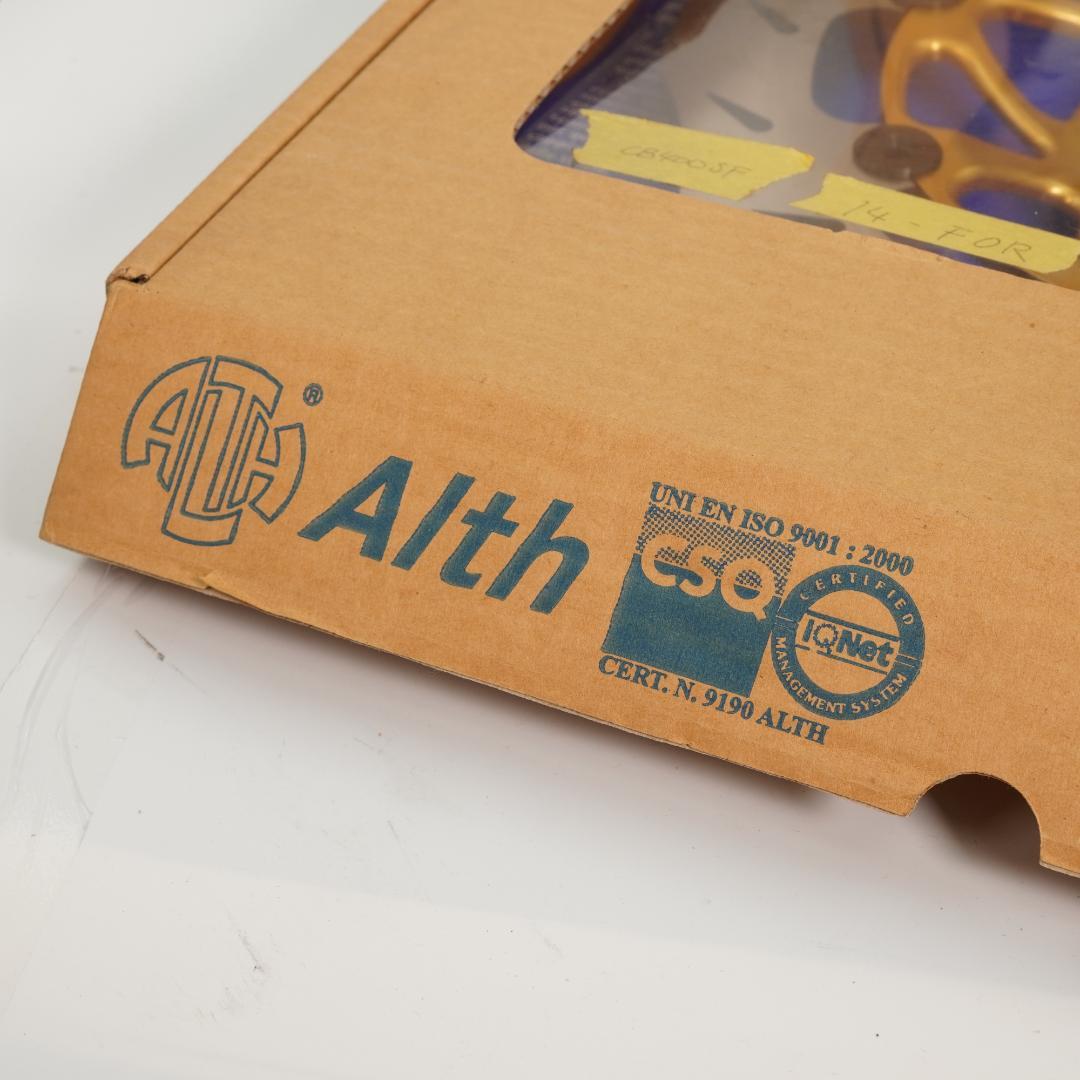 CB400SF
14-FOR
ALTH®
Alth
UNI EN ISO 9001 : 2000
CSQ
CERTIFIED
IQNet
MANAGEMENT SYSTEM
CERT. N. 9190 ALTH